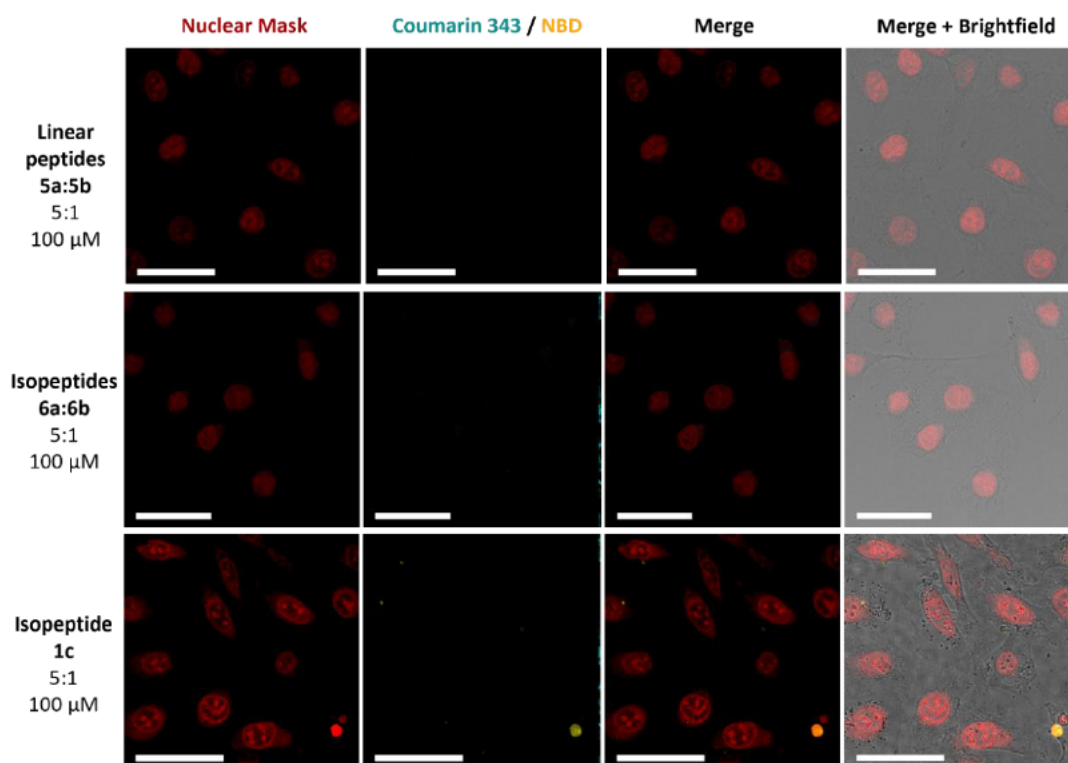 Nuclear Mask
Coumarin 343 / NBD
Merge
Merge + Brightfield
Linear
peptides
5a:5b
5:1
100 µM
Isopeptides
6a:6b
5:1
100 µM
Isopeptide
1c
5:1
100 µM